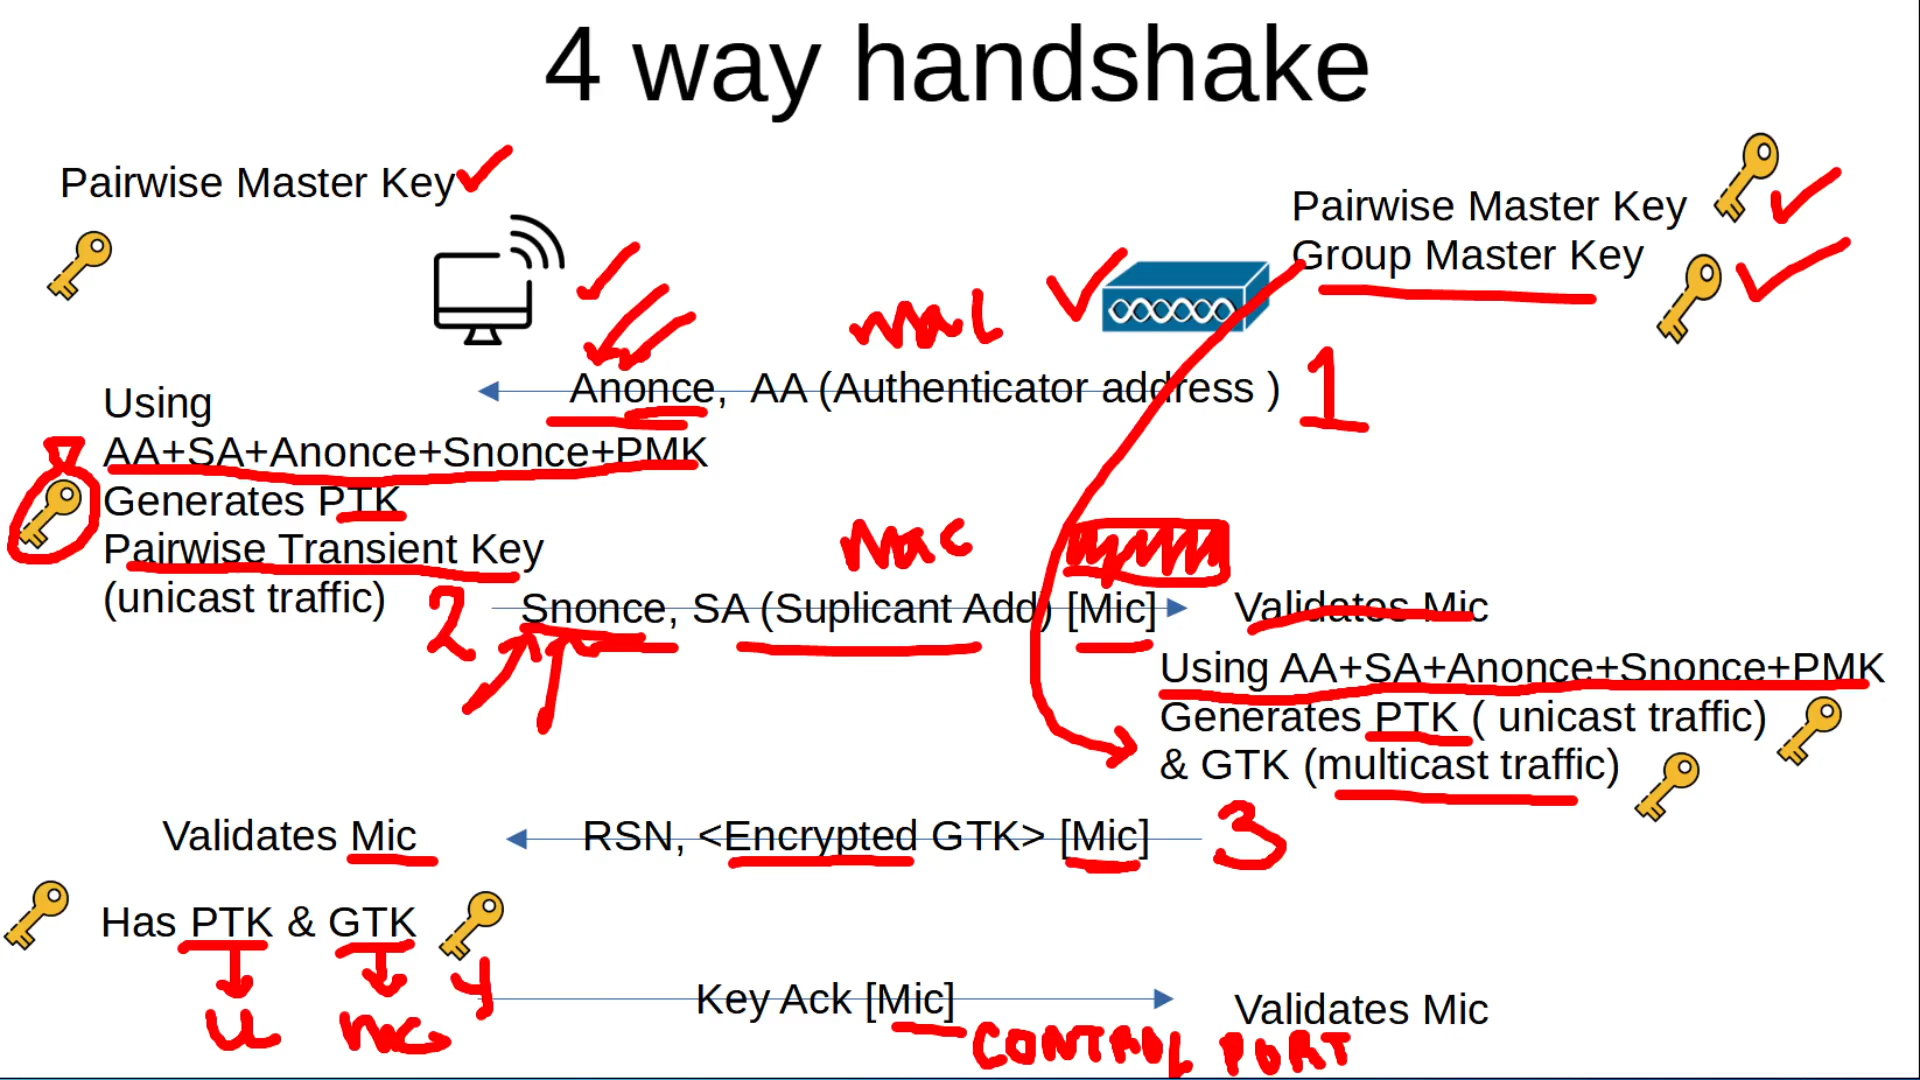 4 way handshake
Pairwise Master Key
Pairwise Master Key
Group Master Key
Mac
Anonce, AA (Authenticator address )
1
Using
AA+SA+Anonce+Snonce+PMK
Generates PTK
Pairwise Transient Key
(unicast traffic)
Mac
2
Snonce, SA (Suplicant Add) [Mic]
Validates Mic
Using AA+SA+Anonce+Snonce+PMK
Generates PTK ( unicast traffic)
& GTK (multicast traffic)
Validates Mic
RSN, <Encrypted GTK> [Mic]
3
Has PTK & GTK
U
MC
4
Key Ack [Mic]
Validates Mic
CONTROL PORT